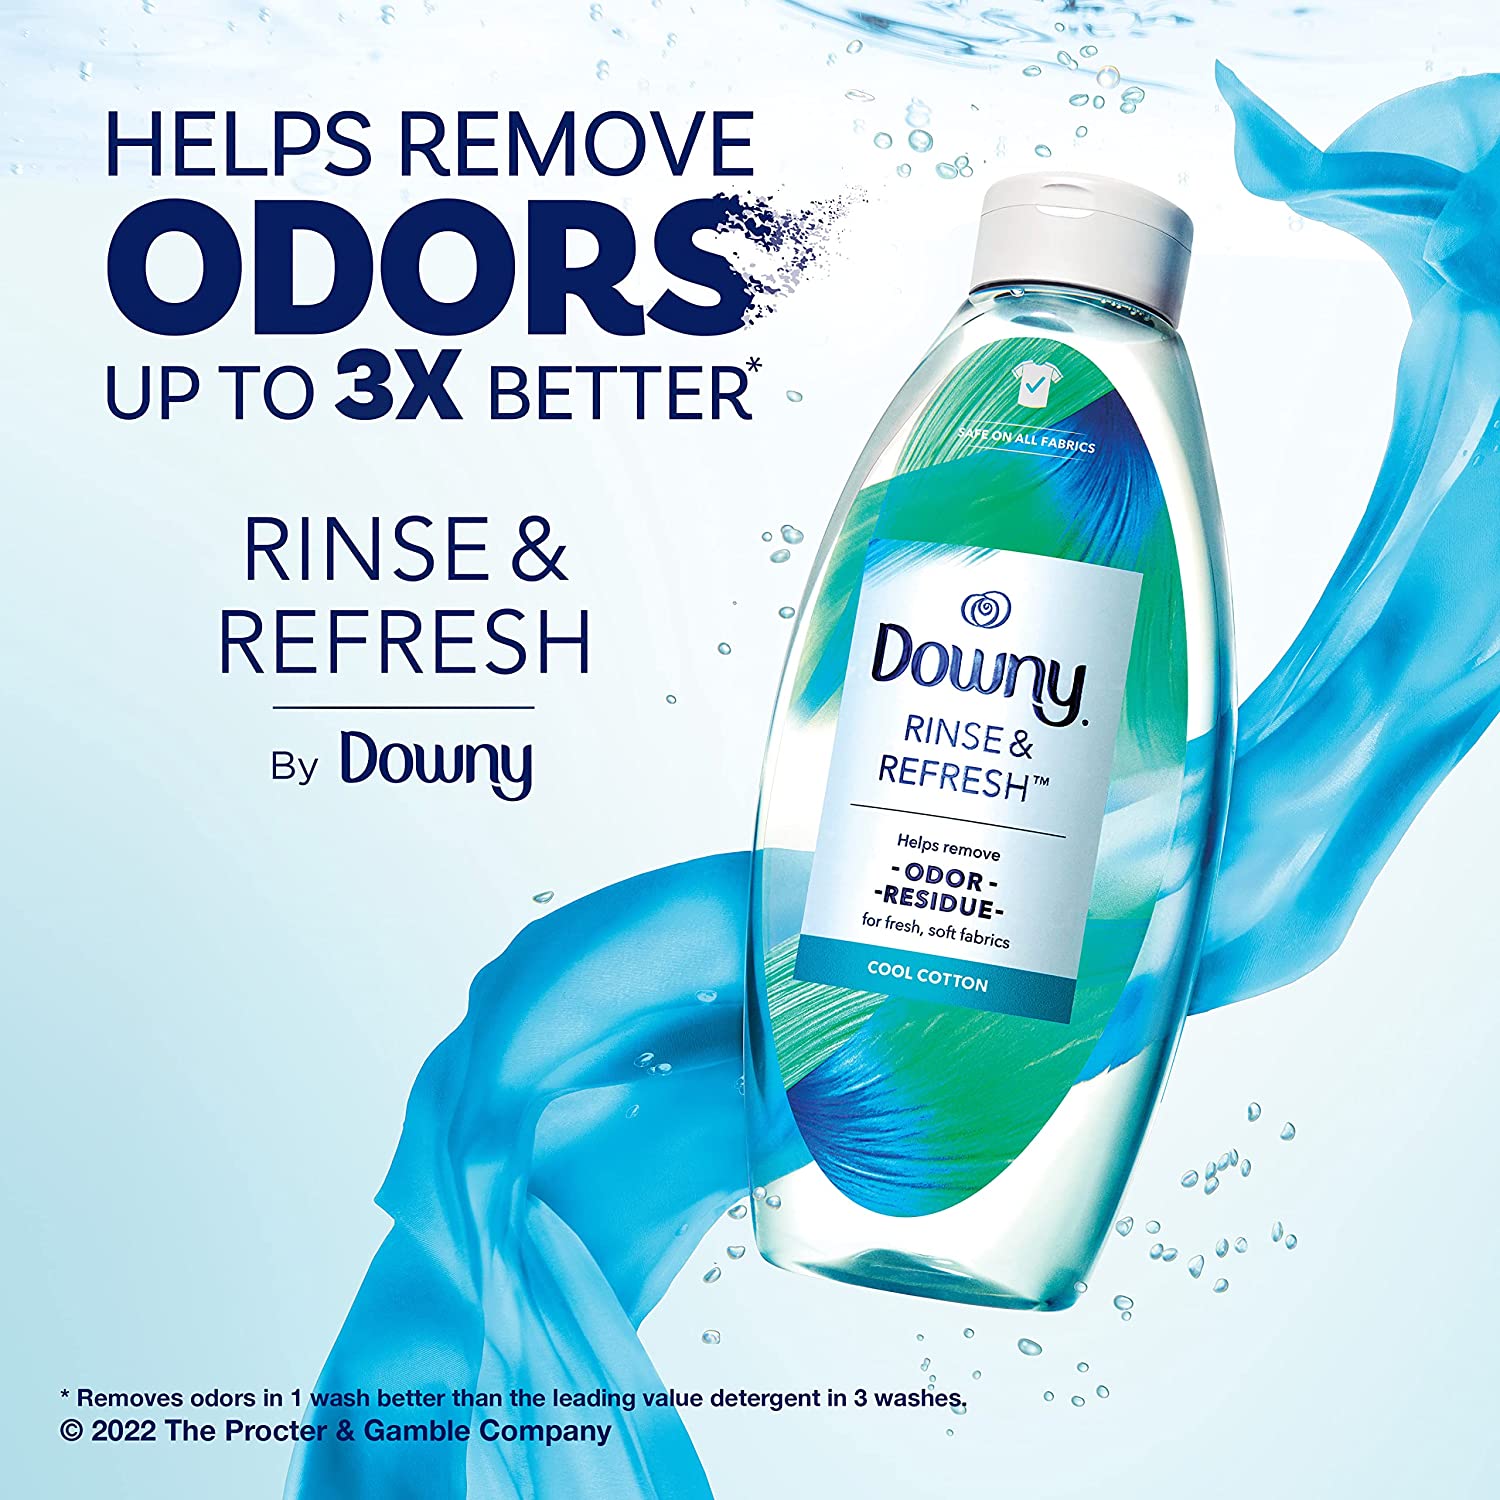 HELPS REMOVE
ODORS
UP TO 3X BETTER*
RINSE &
REFRESH
By Downy
SAFE ON ALL FABRICS
Downy.
RINSE &
REFRESH™
Helps remove
-ODOR-
-RESIDUE-
for fresh, soft fabrics
COOL COTTON
* Removes odors in 1 wash better than the leading value detergent in 3 washes.
© 2022 The Procter & Gamble Company